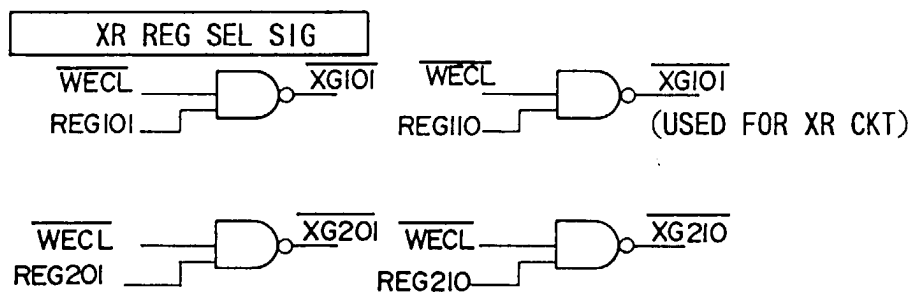 XR REG SEL SIG
WECL XG101
REG101
WECL XG101
REG110 (USED FOR XR CKT)
WECL XG201
REG201
WECL XG210
REG210